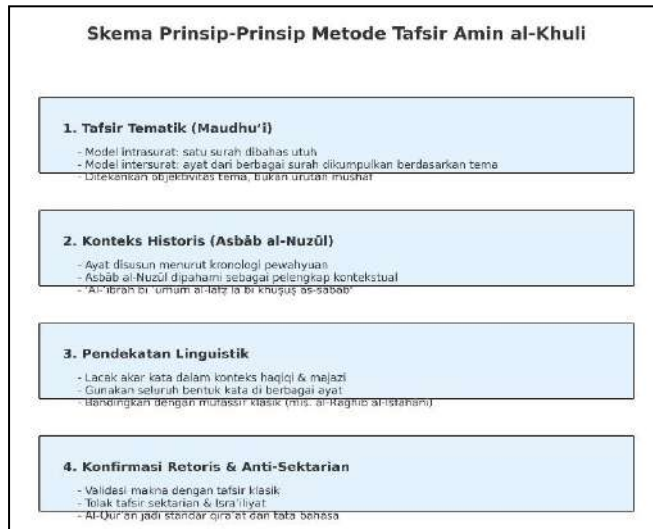 Skema Prinsip-Prinsip Metode Tafsir Amin al-Khuli
1. Tafsir Tematik (Maudhu'i)
- Model intrasurat: satu surah dibahas utuh
- Model intersurat: ayat dari berbagai surah dikumpulkan berdasarkan tema
- Ditekankan objektivitas tema, bukan urutan mushaf
2. Konteks Historis (Asbāb al-Nuzūl)
- Ayat disusun menurut kronologi pewahyuan
- Asbāb al-Nuzūl dipahami sebagai pelengkap kontekstual
- 'Al-'ibrah bi 'umum al-lafẓ la bi khuṣuṣ as-sabab'
3. Pendekatan Linguistik
- Lacak akar kata dalam konteks haqiqi & majazi
- Gunakan seluruh bentuk kata di berbagai ayat
- Bandingkan dengan mufassir klasik (mis. al-Raghib al-Isfahani)
4. Konfirmasi Retoris & Anti-Sektarian
- Validasi makna dengan tafsir klasik
- Tolak tafsir sektarian & Isra'iliyat
- Al-Qur'an jadi standar qira'at dan tata bahasa